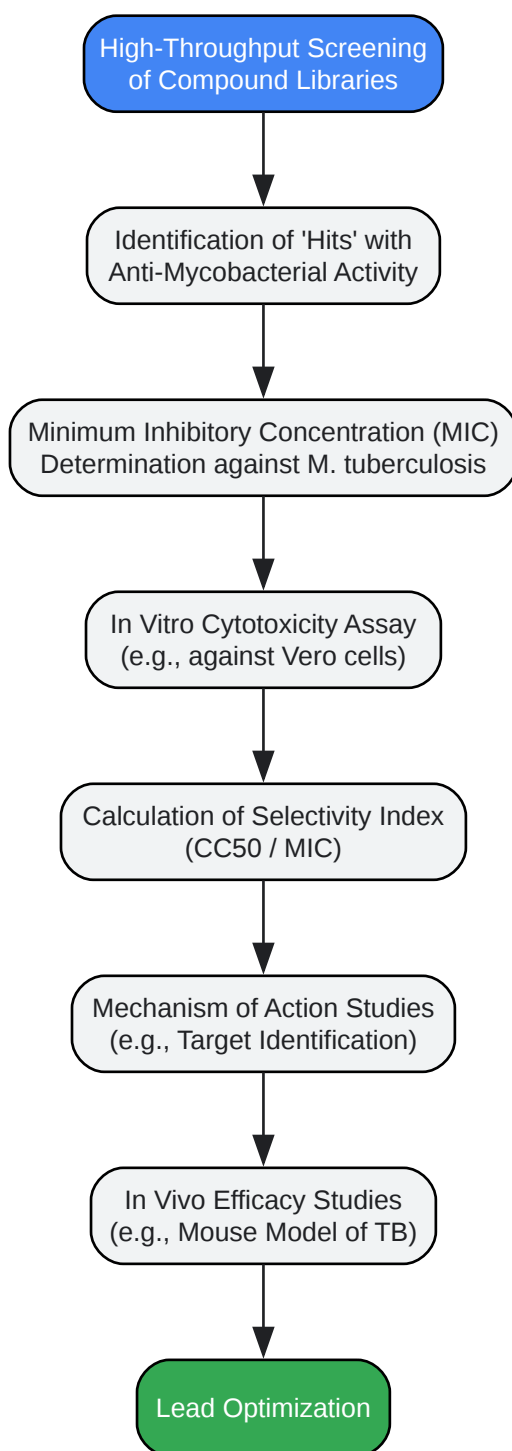 High-Throughput Screening
of Compound Libraries
Identification of 'Hits' with
Anti-Mycobacterial Activity
Minimum Inhibitory Concentration (MIC)
Determination against M. tuberculosis
In Vitro Cytotoxicity Assay
(e.g., against Vero cells)
Calculation of Selectivity Index
(CC50 / MIC)
Mechanism of Action Studies
(e.g., Target Identification)
In Vivo Efficacy Studies
(e.g., Mouse Model of TB)
Lead Optimization